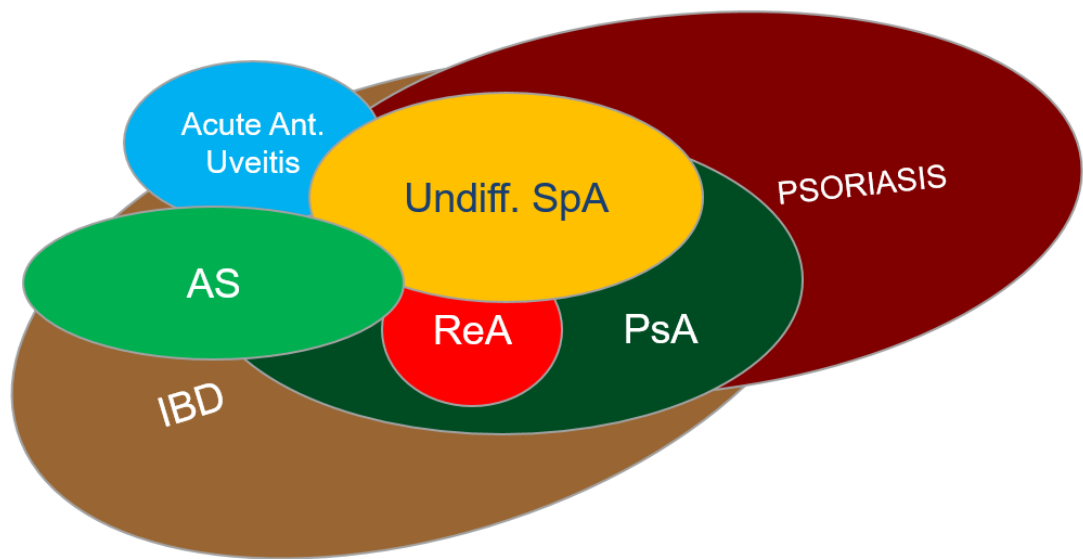 Acute Ant.
Uveitis
PSORIASIS
Undiff. SpA
AS
ReA
PsA
IBD